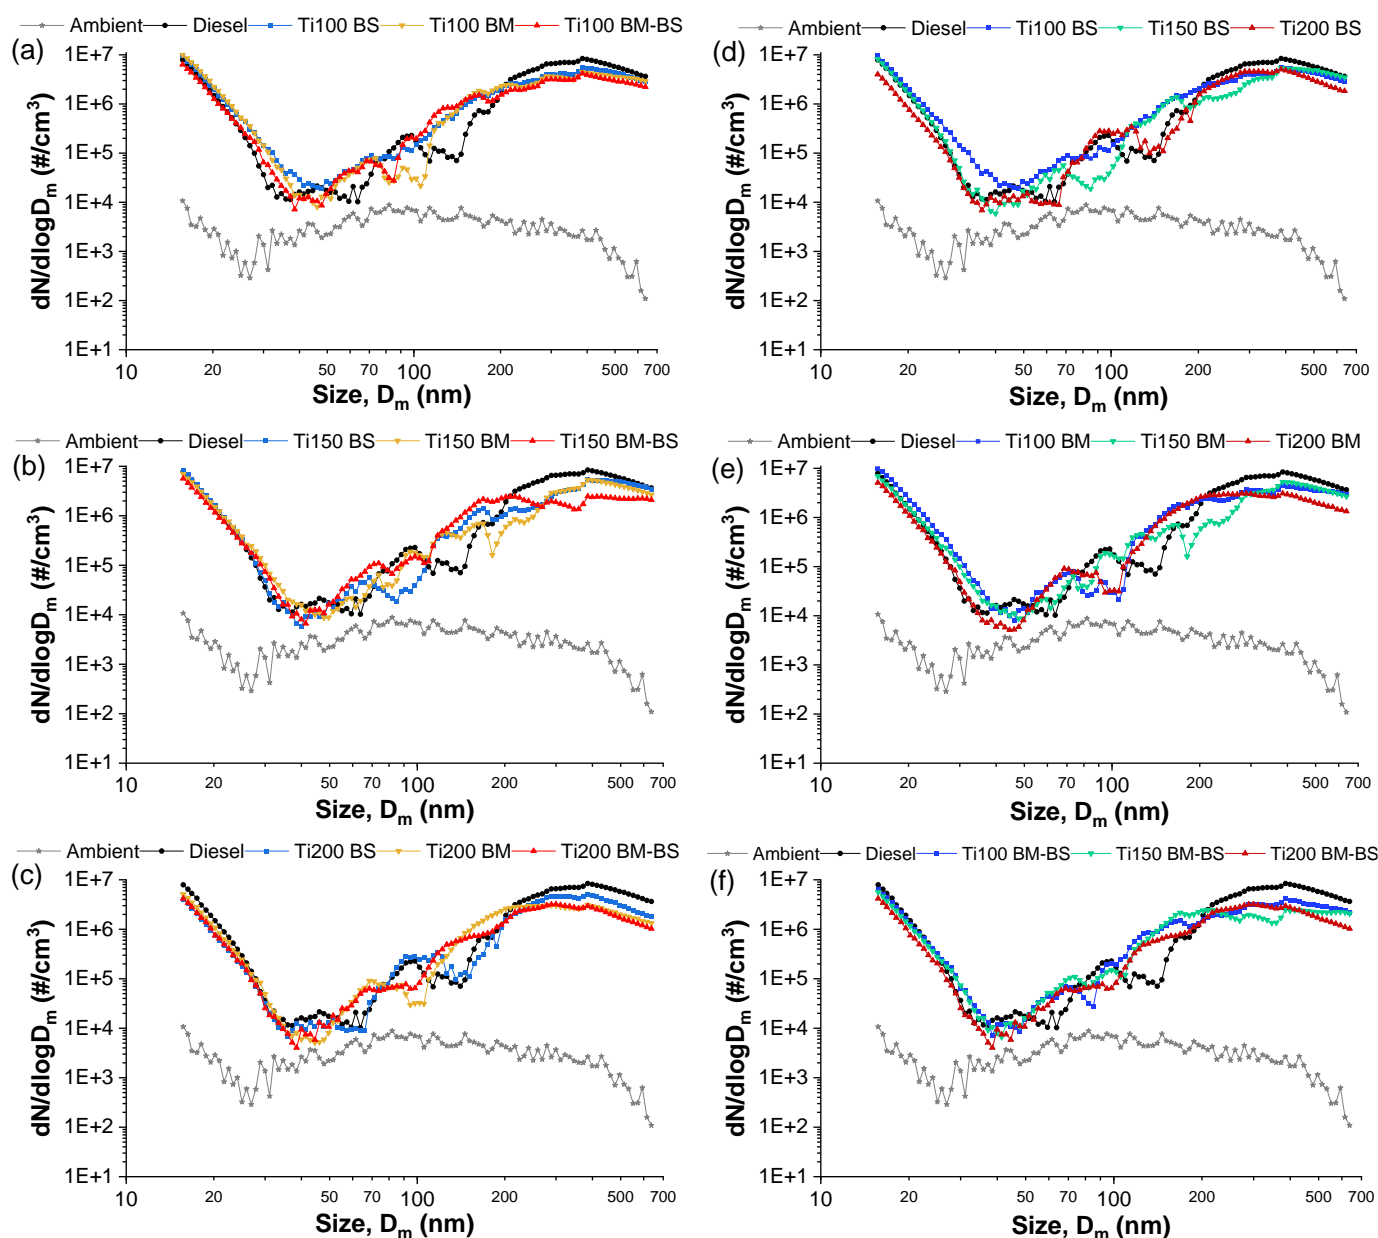 (a)
Ambient Diesel Ti100 BS Ti100 BM Ti100 BM-BS
1E+7
1E+6
1E+5
1E+4
1E+3
1E+2
1E+1
dN/dlogDm (#/cm3)
10 20 50 70 100 200 500 700
Size, Dm (nm)
(d)
Ambient Diesel Ti100 BS Ti150 BS Ti200 BS
1E+7
1E+6
1E+5
1E+4
1E+3
1E+2
1E+1
dN/dlogDm (#/cm3)
10 20 50 70 100 200 500 700
Size, Dm (nm)
(b)
Ambient Diesel Ti150 BS Ti150 BM Ti150 BM-BS
1E+7
1E+6
1E+5
1E+4
1E+3
1E+2
1E+1
dN/dlogDm (#/cm3)
10 20 50 70 100 200 500 700
Size, Dm (nm)
(e)
Ambient Diesel Ti100 BM Ti150 BM Ti200 BM
1E+7
1E+6
1E+5
1E+4
1E+3
1E+2
1E+1
dN/dlogDm (#/cm3)
10 20 50 70 100 200 500 700
Size, Dm (nm)
(c)
Ambient Diesel Ti200 BS Ti200 BM Ti200 BM-BS
1E+7
1E+6
1E+5
1E+4
1E+3
1E+2
1E+1
dN/dlogDm (#/cm3)
10 20 50 70 100 200 500 700
Size, Dm (nm)
(f)
Ambient Diesel Ti100 BM-BS Ti150 BM-BS Ti200 BM-BS
1E+7
1E+6
1E+5
1E+4
1E+3
1E+2
1E+1
dN/dlogDm (#/cm3)
10 20 50 70 100 200 500 700
Size, Dm (nm)